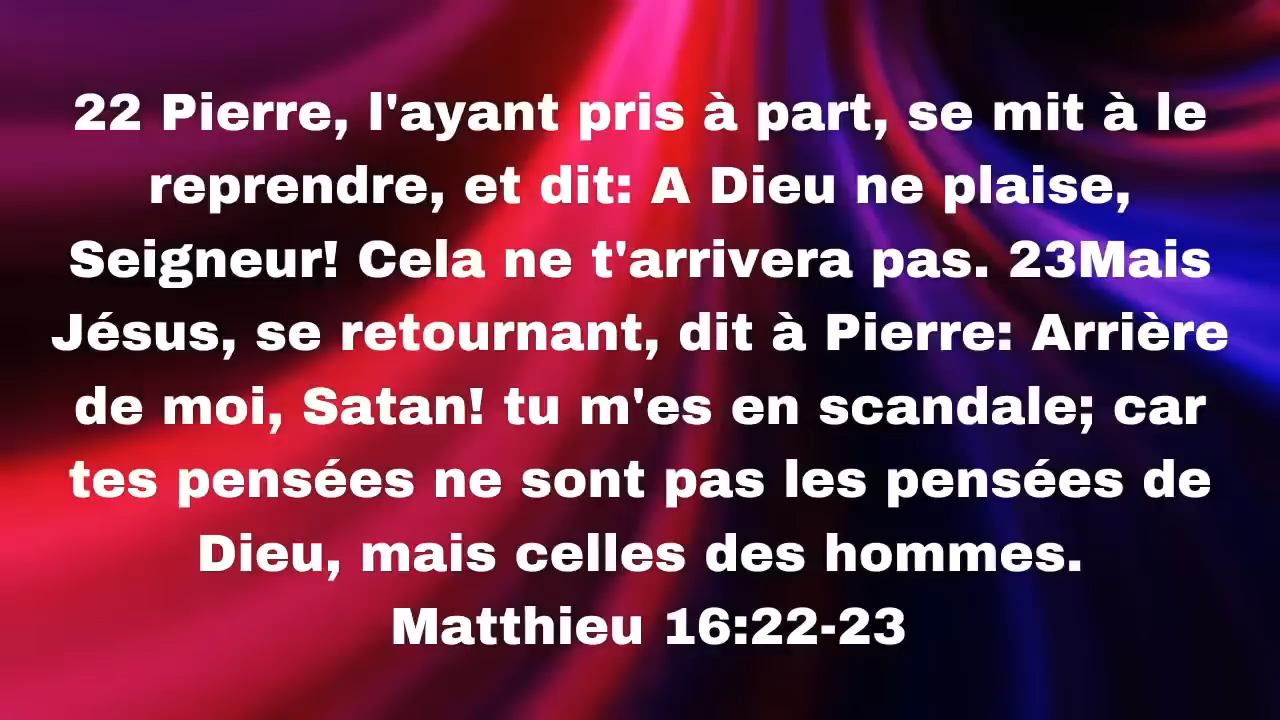 22 Pierre, l'ayant pris à part, se mit à le
reprendre, et dit: A Dieu ne plaise,
Seigneur! Cela ne t'arrivera pas. 23Mais
Jésus, se retournant, dit à Pierre: Arrière
de moi, Satan! tu m'es en scandale; car
tes pensées ne sont pas les pensées de
Dieu, mais celles des hommes.
Matthieu 16:22-23